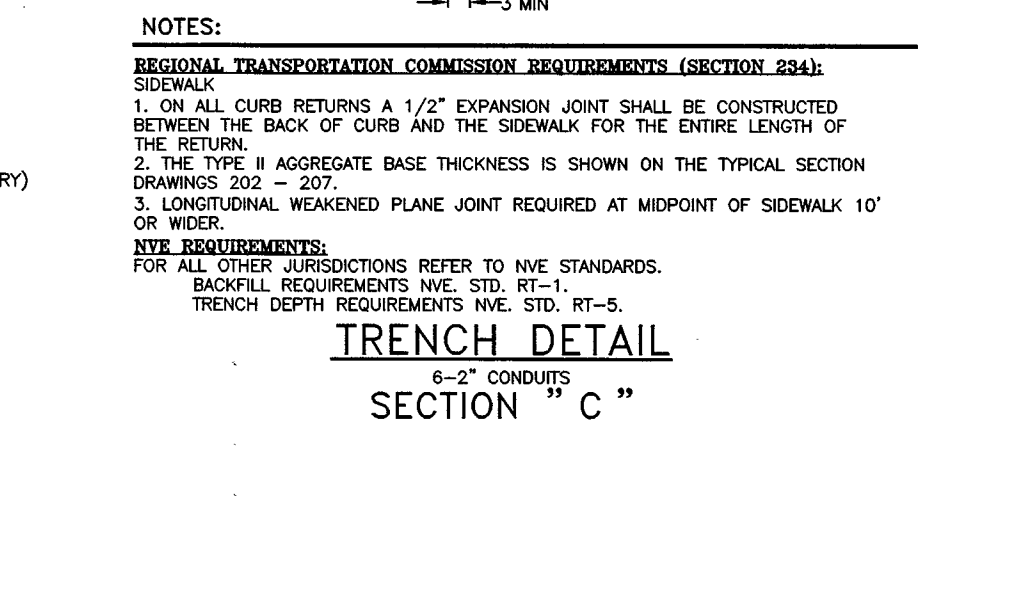 3 MIN
NOTES:
REGIONAL TRANSPORTATION COMMISSION REQUIREMENTS (SECTION 234):
SIDEWALK
1. ON ALL CURB RETURNS A 1/2" EXPANSION JOINT SHALL BE CONSTRUCTED
BETWEEN THE BACK OF CURB AND THE SIDEWALK FOR THE ENTIRE LENGTH OF
THE RETURN.
2. THE TYPE II AGGREGATE BASE THICKNESS IS SHOWN ON THE TYPICAL SECTION
RY)
DRAWINGS 202 – 207.
3. LONGITUDINAL WEAKENED PLANE JOINT REQUIRED AT MIDPOINT OF SIDEWALK 10'
OR WIDER.
NVE REQUIREMENTS:
FOR ALL OTHER JURISDICTIONS REFER TO NVE STANDARDS.
BACKFILL REQUIREMENTS NVE. STD. RT–1.
TRENCH DEPTH REQUIREMENTS NVE. STD. RT–5.
TRENCH DETAIL
6–2" CONDUITS
SECTION " C "